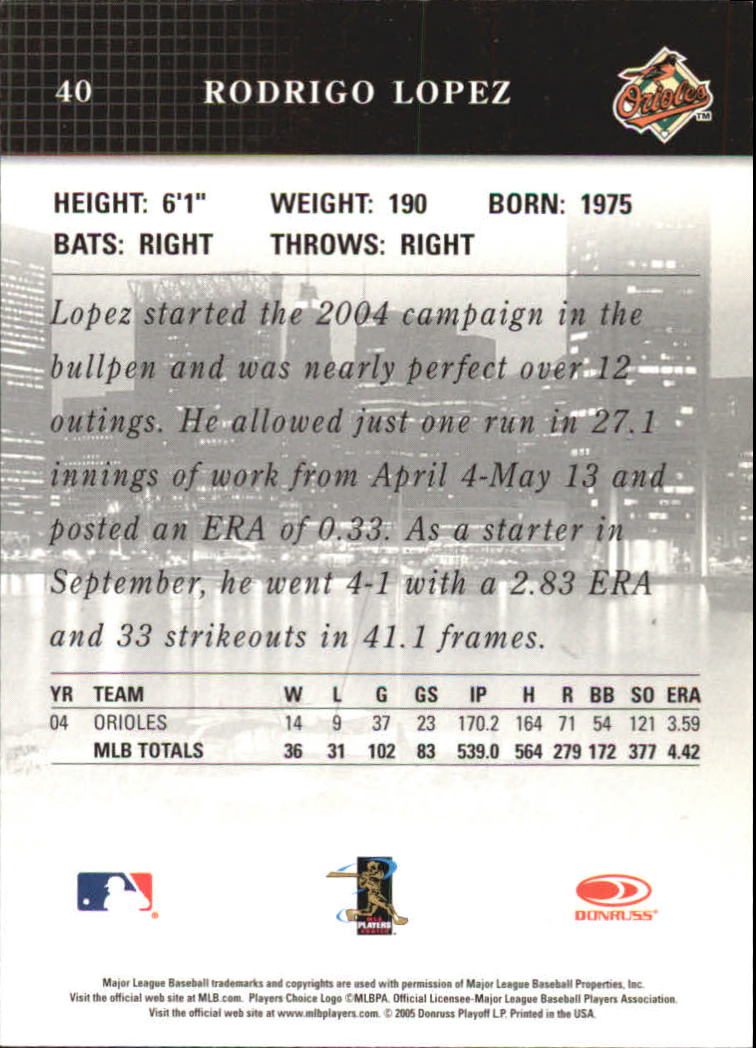 40 RODRIGO LOPEZ Orioles TM
HEIGHT: 6'1" WEIGHT: 190 BORN: 1975
BATS: RIGHT THROWS: RIGHT
Lopez started the 2004 campaign in the
bullpen and was nearly perfect over 12
outings. He allowed just one run in 27.1
innings of work from April 4-May 13 and
posted an ERA of 0.33. As a starter in
September, he went 4-1 with a 2.83 ERA
and 33 strikeouts in 41.1 frames.
YR TEAM W L G GS IP H R BB SO ERA
04 ORIOLES 14 9 37 23 170.2 164 71 54 121 3.59
MLB TOTALS 36 31 102 83 539.0 564 279 172 377 4.42
PLAYERS
DONRUSS
Major League Baseball trademarks and copyrights are used with permission of Major League Baseball Properties, Inc.
Visit the official web site at MLB.com. Players Choice Logo ©MLBPA. Official Licensee-Major League Baseball Players Association.
Visit the official web site at www.mlbplayers.com. © 2005 Donruss Playoff L.P. Printed in the USA.